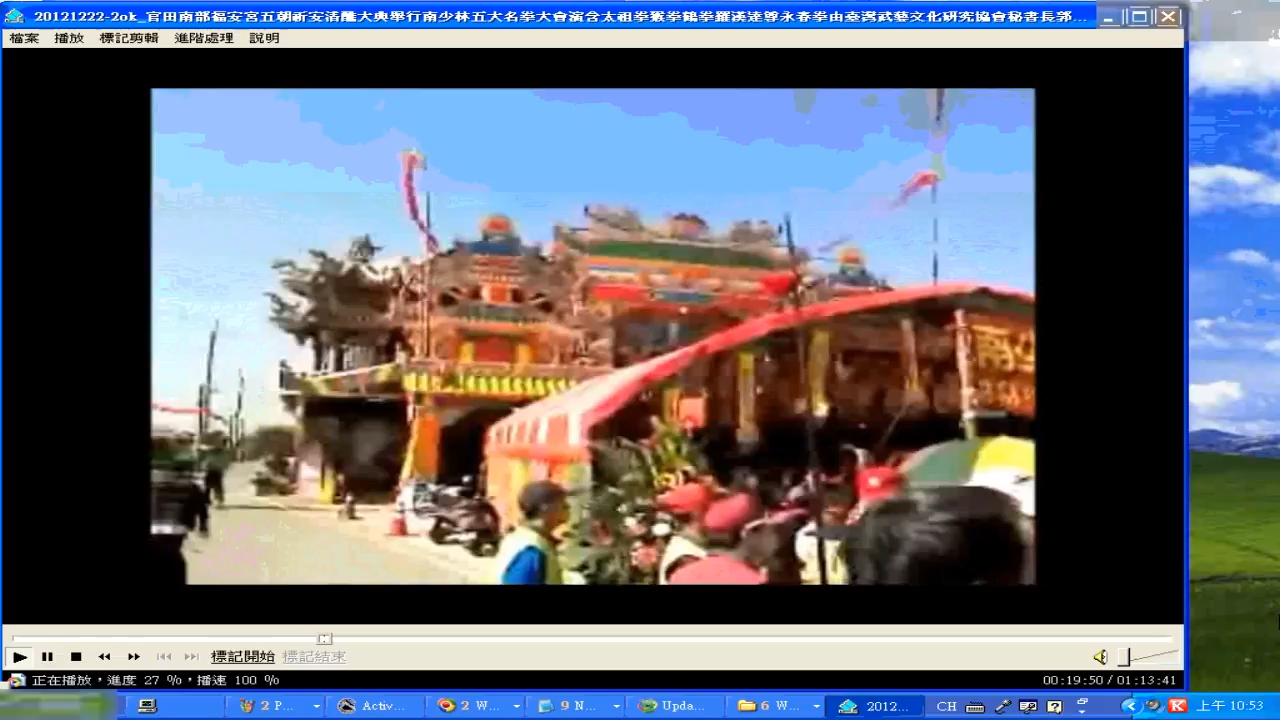 20121222-2ok_官田南部福安宮五朝祈安清醮大典舉行南少林五大名拳大會演含太祖拳猴拳鶴拳羅漢達尊永春拳由臺灣武藝文化研究協會秘書長郭...
檔案 播放 標記剪輯 進階處理 說明
標記開始 標記結束
正在播放，進度 27 %，播速 100 %
00:19:50 / 01:13:41
2 P... Activ... 2 W... 9 N... Upda... 6 W... 2012... CH 上午 10:53